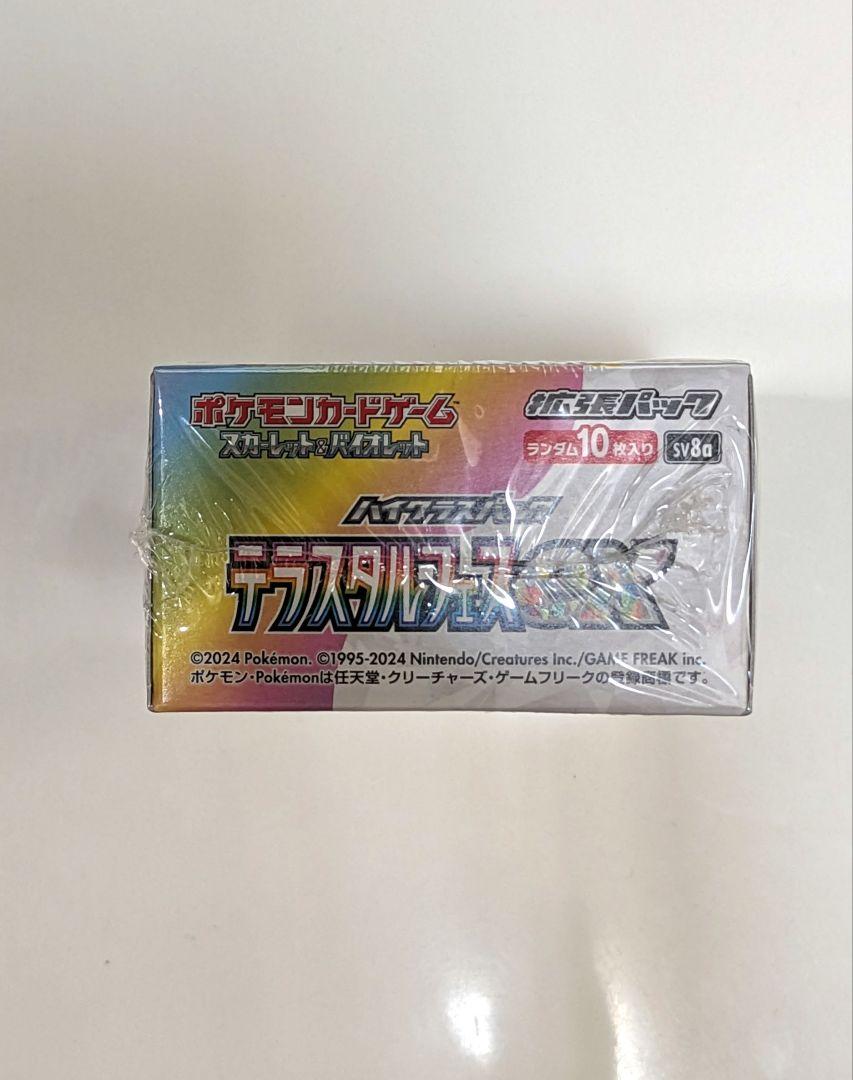 ポケモンカードゲーム™
スカーレット&バイオレット
拡張パック
ランダム10枚入り SV8a
ハイクラスパック
テラスタルフェスex
©2024 Pokémon. ©1995-2024 Nintendo/Creatures Inc./GAME FREAK inc.
ポケモン・Pokémonは任天堂・クリーチャーズ・ゲームフリークの登録商標です。